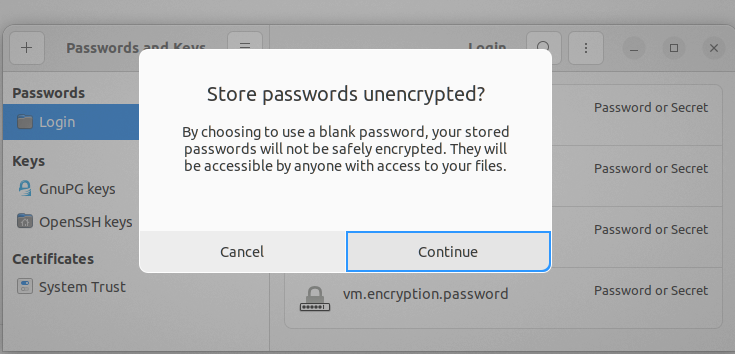 Passwords and Keys
Login
Passwords
Login
Keys
GnuPG keys
OpenSSH keys
Certificates
System Trust
Store passwords unencrypted?
By choosing to use a blank password, your stored
passwords will not be safely encrypted. They will
be accessible by anyone with access to your files.
Cancel
Continue
Password or Secret
Password or Secret
Password or Secret
vm.encryption.password
Password or Secret